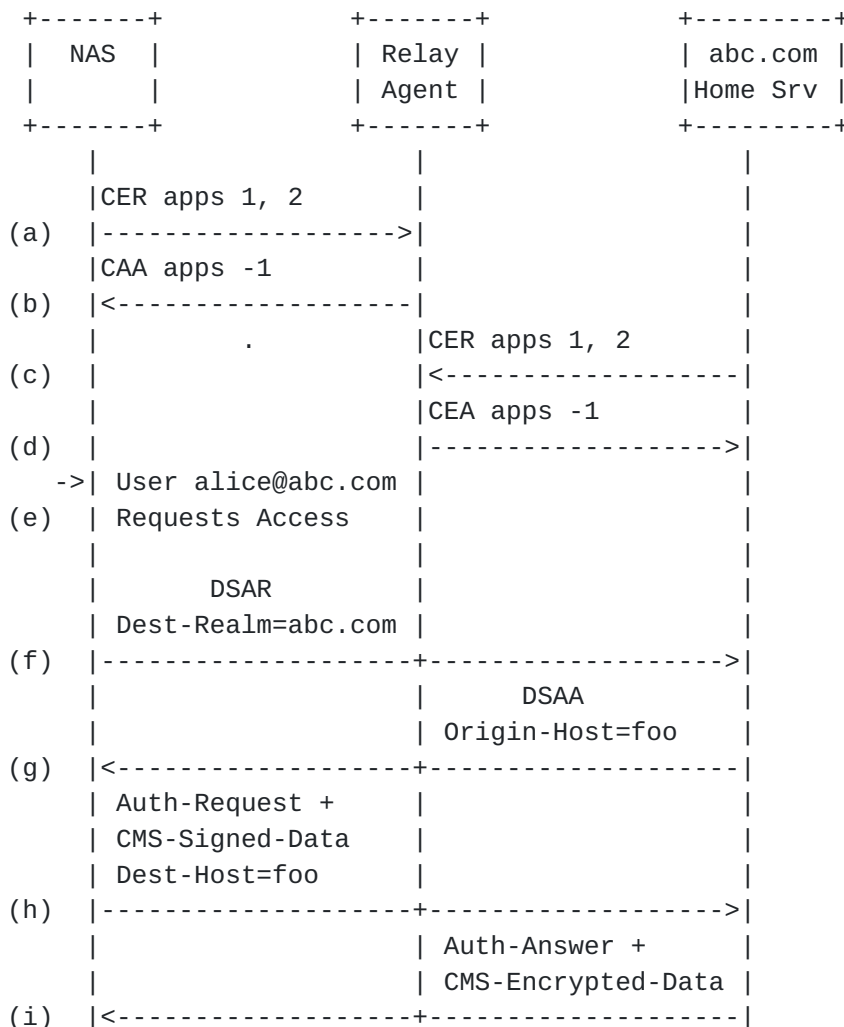 +-------+ +-------+ +---------+
| NAS | | Relay | | abc.com |
| | | Agent | |Home Srv |
+-------+ +-------+ +---------+
| | |
|CER apps 1, 2 | |
(a) |------------------->| |
|CAA apps -1 | |
(b) |<-------------------| |
| . |CER apps 1, 2 |
(c) | |<-------------------|
| |CEA apps -1 |
(d) | |------------------->|
->| User alice@abc.com | |
(e) | Requests Access | |
| | |
| DSAR | |
| Dest-Realm=abc.com | |
(f) |--------------------+------------------->|
| | DSAA |
| | Origin-Host=foo |
(g) |<-------------------+--------------------|
| Auth-Request + | |
| CMS-Signed-Data | |
| Dest-Host=foo | |
(h) |--------------------+------------------->|
| | Auth-Answer + |
| | CMS-Encrypted-Data |
(i) |<-------------------+--------------------|